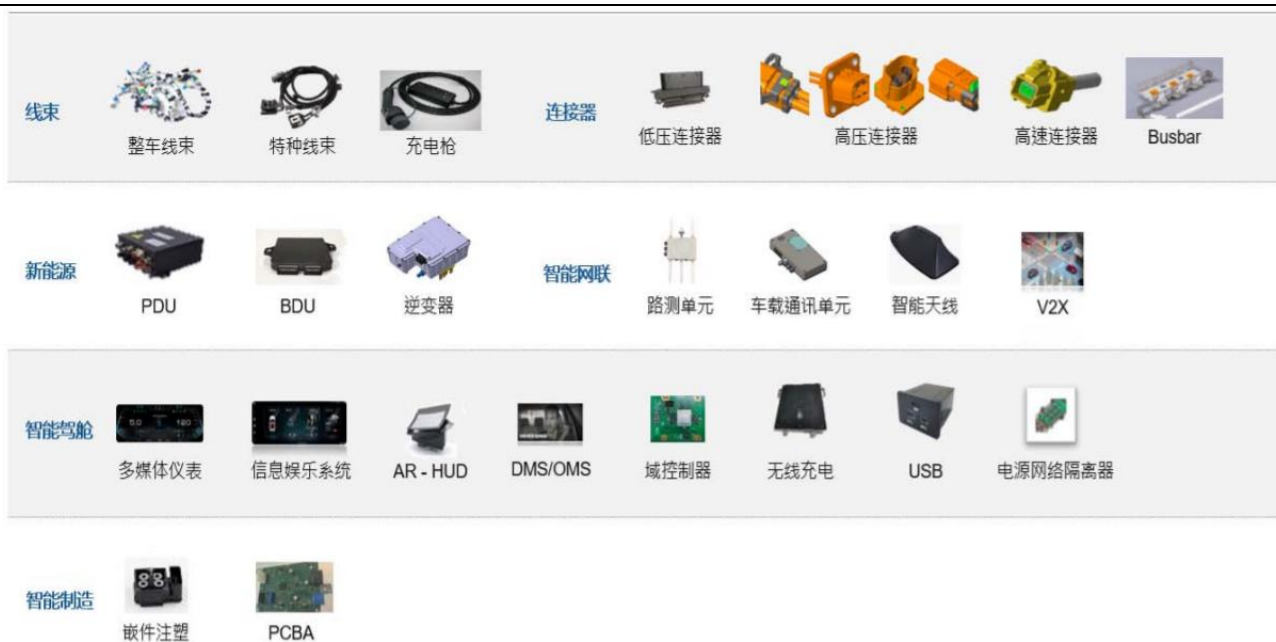 线束
整车线束
特种线束
充电枪
连接器
低压连接器
高压连接器
高速连接器
Busbar
新能源
PDU
BDU
逆变器
智能网联
路测单元
车载通讯单元
智能天线
V2X
智能驾舱
多媒体仪表
信息娱乐系统
AR - HUD
DMS/OMS
域控制器
无线充电
USB
电源网络隔离器
智能制造
嵌件注塑
PCBA